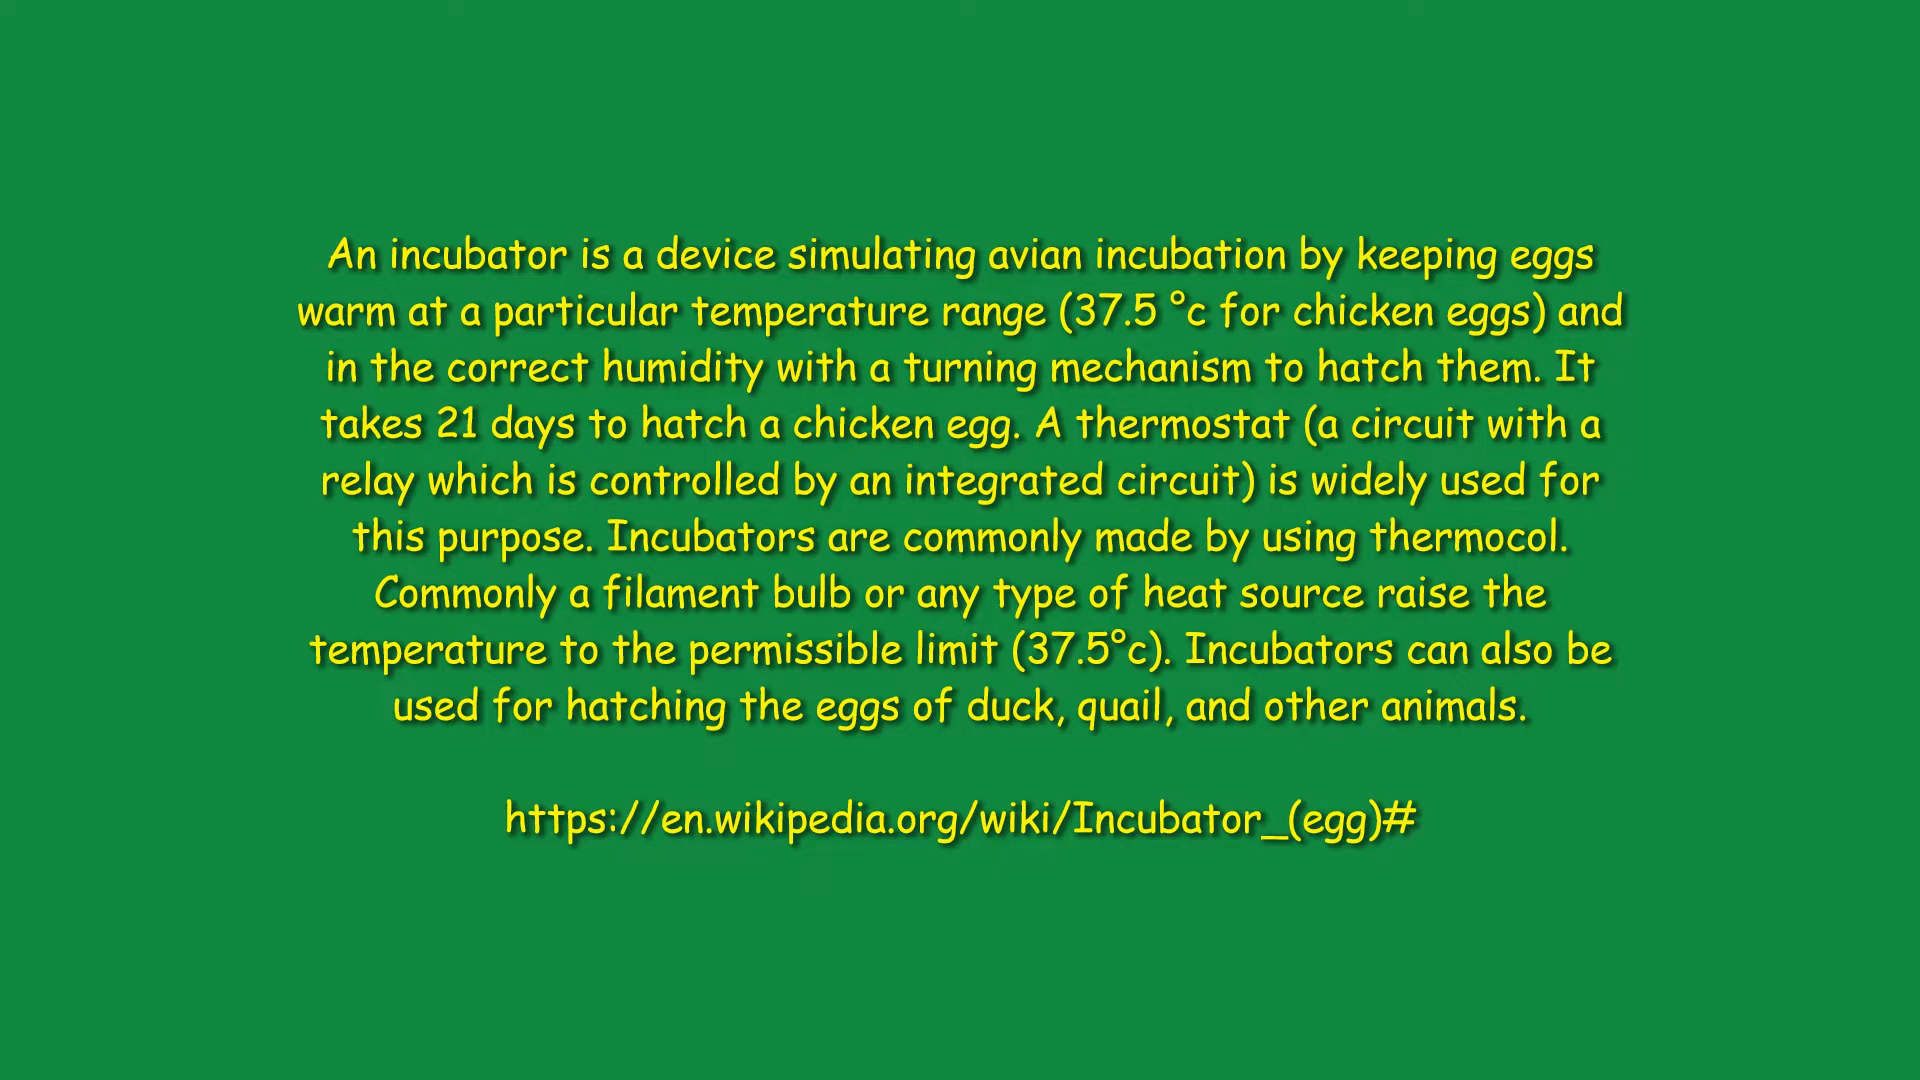 An incubator is a device simulating avian incubation by keeping eggs
warm at a particular temperature range (37.5 °c for chicken eggs) and
in the correct humidity with a turning mechanism to hatch them. It
takes 21 days to hatch a chicken egg. A thermostat (a circuit with a
relay which is controlled by an integrated circuit) is widely used for
this purpose. Incubators are commonly made by using thermocol.
Commonly a filament bulb or any type of heat source raise the
temperature to the permissible limit (37.5°c). Incubators can also be
used for hatching the eggs of duck, quail, and other animals.
https://en.wikipedia.org/wiki/Incubator_(egg)#